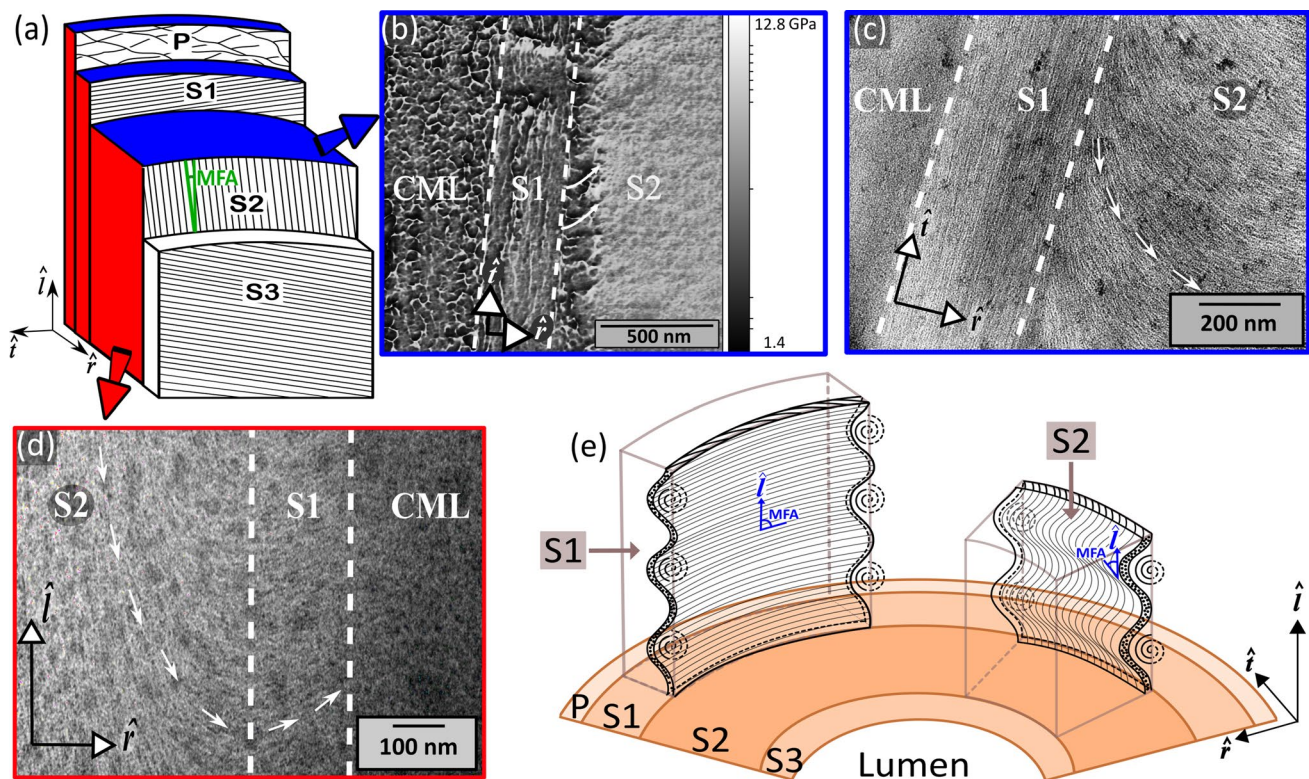 (a)
P
S1
MFA
S2
S3
l̂
t̂
r̂
(b)
12.8 GPa
CML
S1
S2
t̂
r̂
500 nm
1.4
(c)
CML
S1
S2
t̂
r̂
200 nm
(d)
S2
S1
CML
l̂
r̂
100 nm
(e)
S1
l̂
MFA
S2
l̂
MFA
P
S1
S2
S3
Lumen
l̂
t̂
r̂